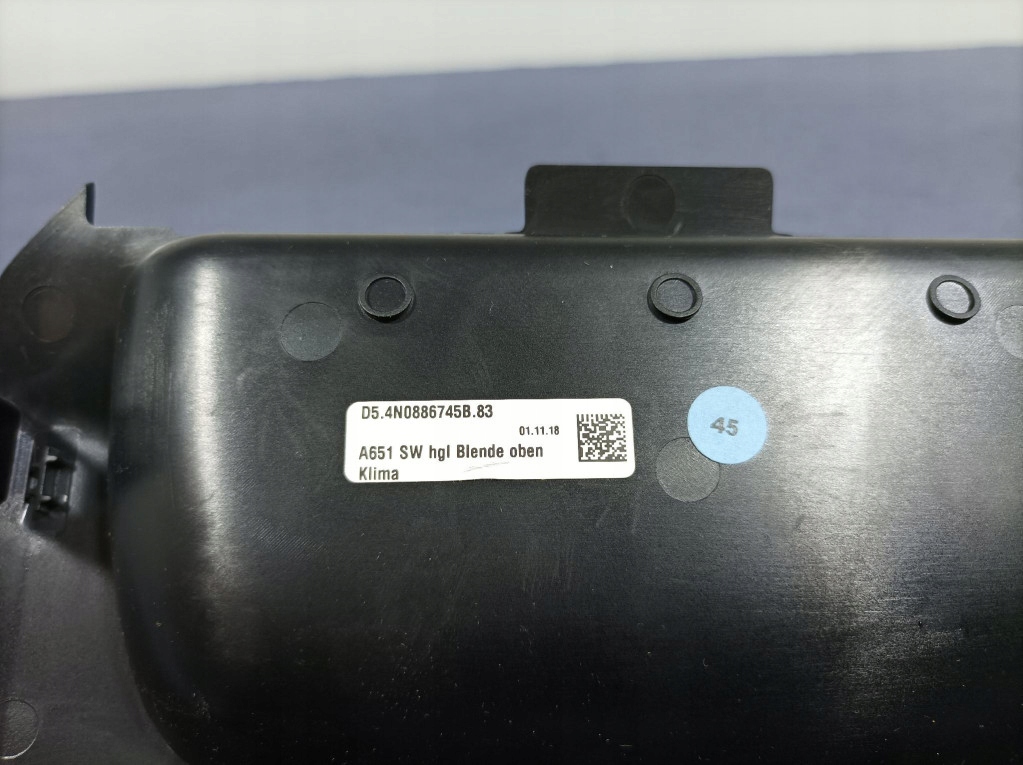 D5.4N0886745B.83
01.11.18
A651 SW hgl Blende oben
Klima
45